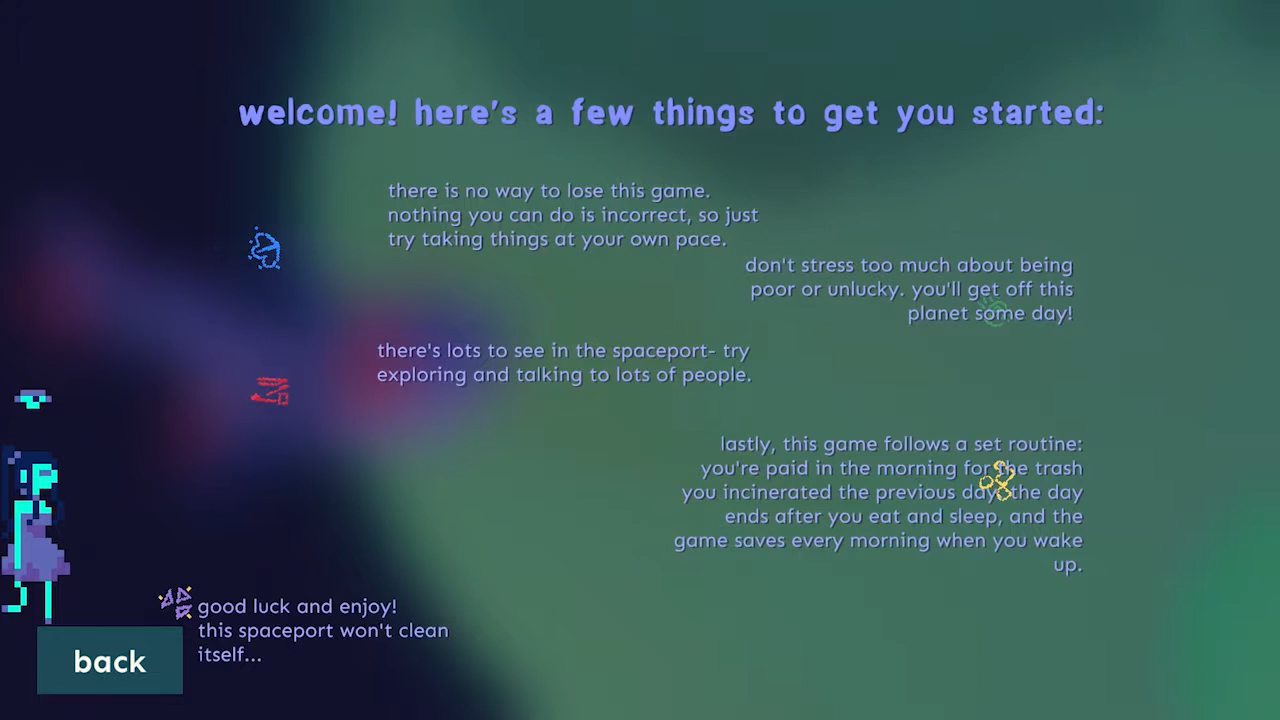 welcome! here's a few things to get you started:
there is no way to lose this game.
nothing you can do is incorrect, so just
try taking things at your own pace.
don't stress too much about being
poor or unlucky. you'll get off this
planet some day!
there's lots to see in the spaceport- try
exploring and talking to lots of people.
lastly, this game follows a set routine:
you're paid in the morning for the trash
you incinerated the previous day, the day
ends after you eat and sleep, and the
game saves every morning when you wake
up.
good luck and enjoy!
this spaceport won't clean
itself...
back